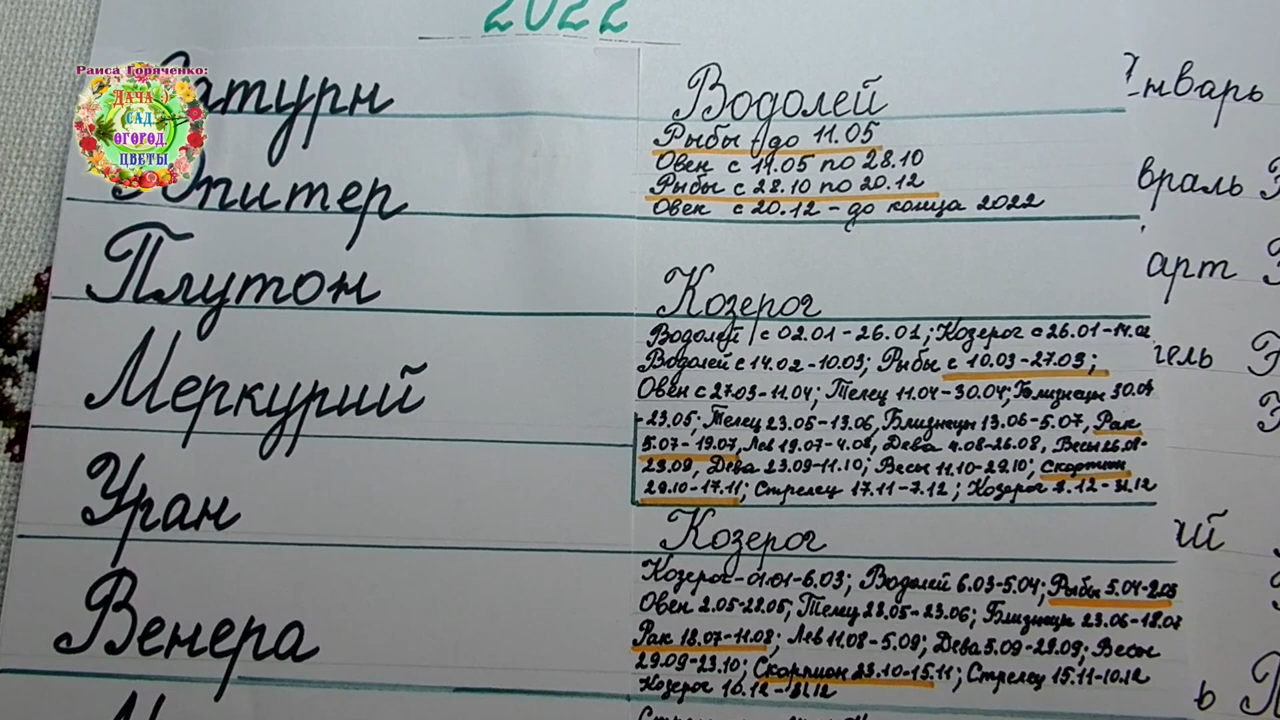 2022
Раиса Горяченко:
Дача
сад
огород.
цветы
Сатурн
Водолей
Рыбы - до 11.05
Овен с 11.05 по 28.10
Рыбы с 28.10 по 20.12
Овен с 20.12 - до конца 2022
Юпитер
Плутон
Козерог
Меркурий
Водолей с 02.01-26.01; Козерог с 26.01-14.02
Водолей с 14.02-10.03; Рыбы с 10.03-27.03;
Овен с 27.03-11.04; Телец 11.04-30.04; Близнецы 30.04
-23.05; Телец 23.05-13.06, Близнецы 13.06-5.07, Рак
5.07-19.07, Лев 19.07-4.08, Дева 4.08-26.08, Весы 26.08-
23.09, Дева 23.09-11.10; Весы 11.10-29.10; Скорпион
29.10-17.11; Стрелец 17.11-7.12; Козерог 7.12-31.12
Уран
Козерог
Венера
Козерог-01.01-6.03; Водолей 6.03-5.04; Рыбы 5.04-2.05
Овен 2.05-28.05; Телец 28.05-23.06; Близнецы 23.06-18.07
Рак 18.07-11.08; Лев 11.08-5.09; Дева 5.09-29.09; Весы
29.09-23.10; Скорпион 23.10-15.11; Стрелец 15.11-10.12
Козерог 10.12-31.12
Январь
враль
арт
ель
ий
ь